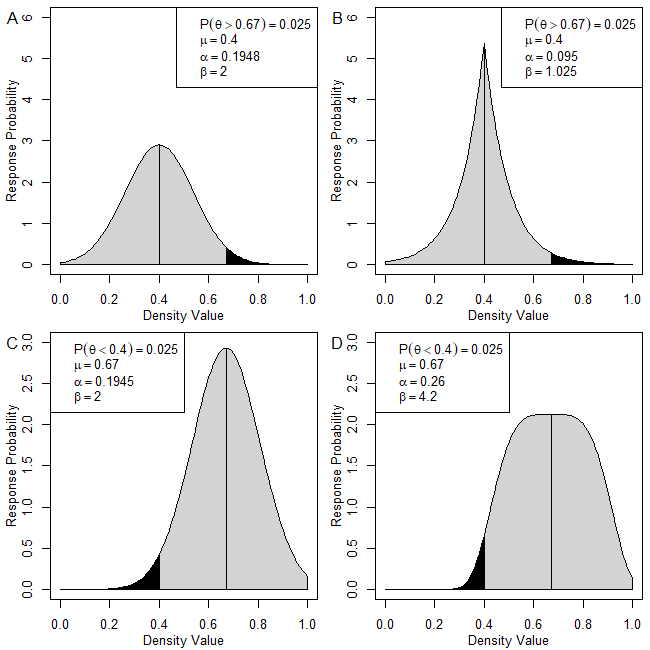 A
P(θ > 0.67) = 0.025
μ = 0.4
α = 0.1948
β = 2
Response Probability
6
5
4
3
2
1
0
0.0 0.2 0.4 0.6 0.8 1.0
Density Value
B
P(θ > 0.67) = 0.025
μ = 0.4
α = 0.095
β = 1.025
Response Probability
6
5
4
3
2
1
0
0.0 0.2 0.4 0.6 0.8 1.0
Density Value
C
P(θ < 0.4) = 0.025
μ = 0.67
α = 0.1945
β = 2
Response Probability
3.0
2.5
2.0
1.5
1.0
0.5
0.0
0.0 0.2 0.4 0.6 0.8 1.0
Density Value
D
P(θ < 0.4) = 0.025
μ = 0.67
α = 0.26
β = 4.2
Response Probability
3.0
2.5
2.0
1.5
1.0
0.5
0.0
0.0 0.2 0.4 0.6 0.8 1.0
Density Value